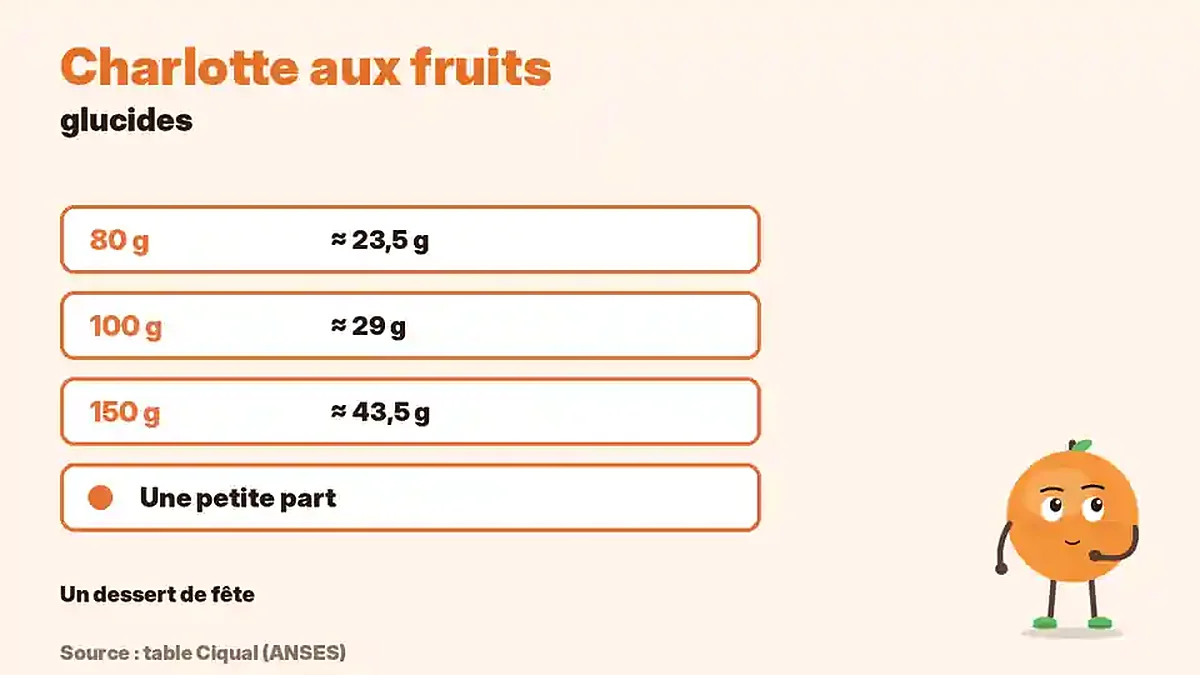 Charlotte aux fruits
glucides
80 g ≈ 23,5 g
100 g ≈ 29 g
150 g ≈ 43,5 g
Une petite part
Un dessert de fête
Source : table Ciqual (ANSES)